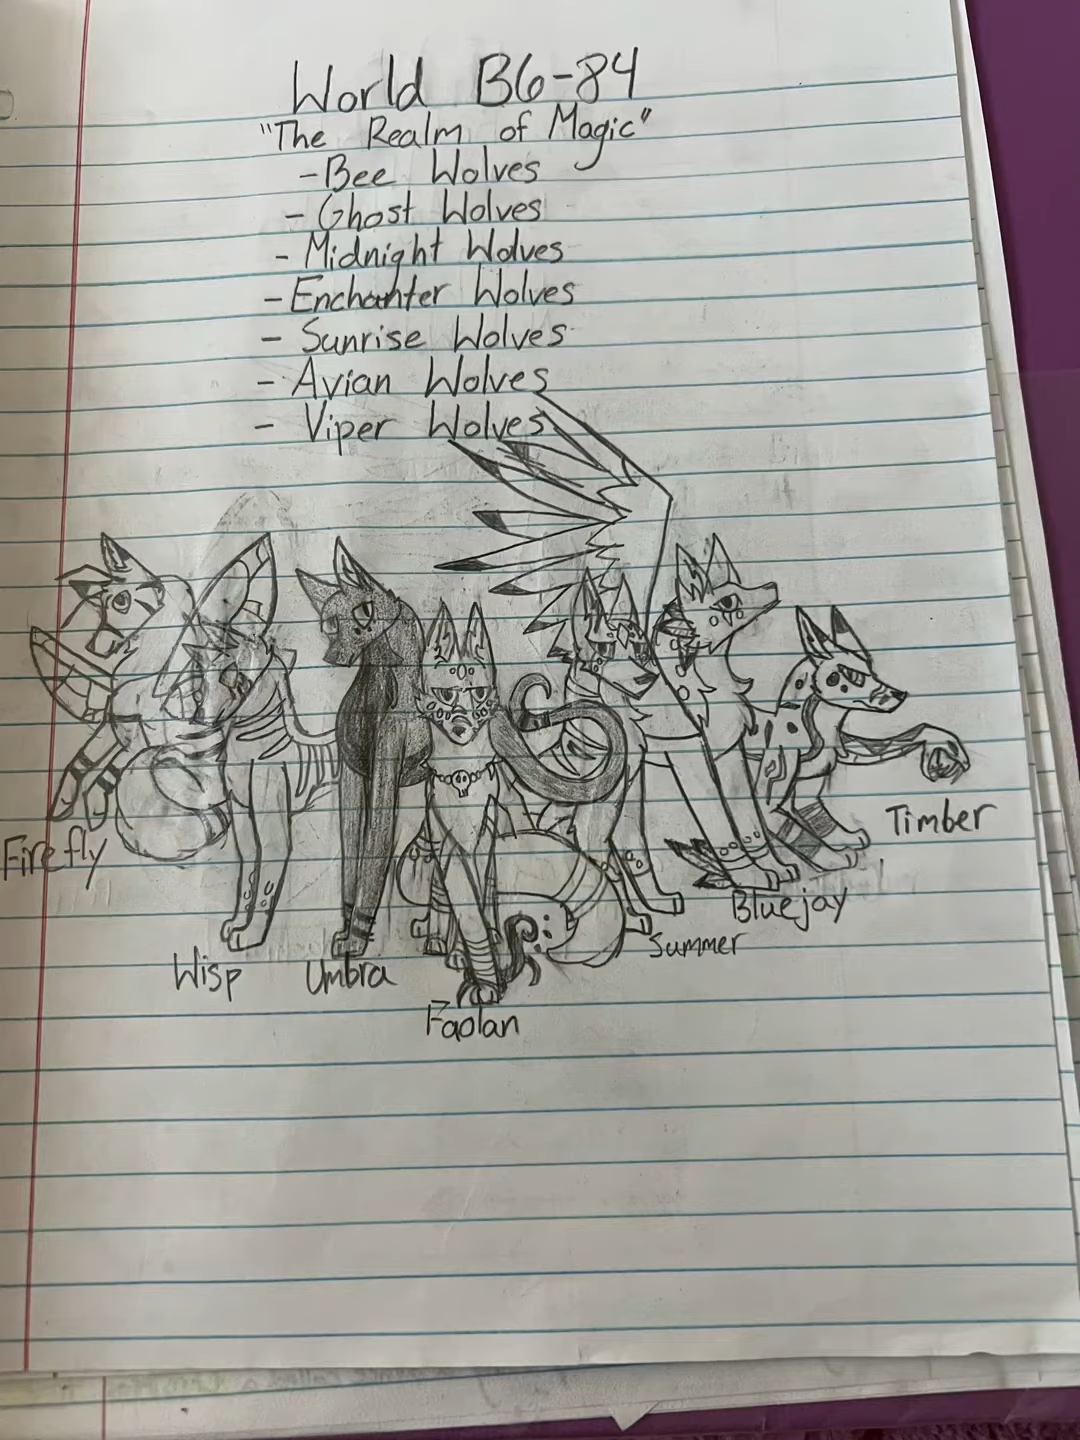 World B6-84
"The Realm of Magic"
- Bee Wolves
- Ghost Wolves
- Midnight Wolves
- Enchanter Wolves
- Sunrise Wolves
- Avian Wolves
- Viper Wolves
Firefly
Wisp
Umbra
Faolan
Summer
Bluejay
Timber